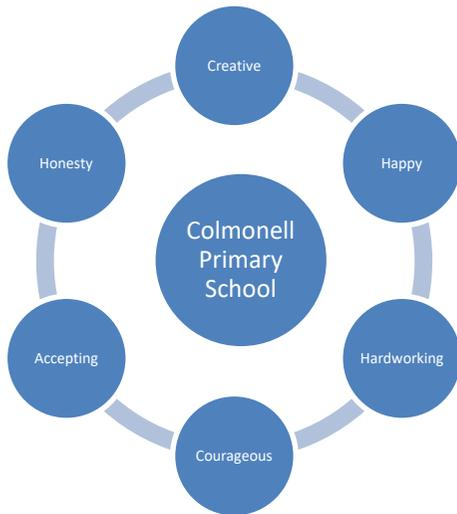 Creative
Happy
Hardworking
Courageous
Accepting
Honesty
Colmonell
Primary
School